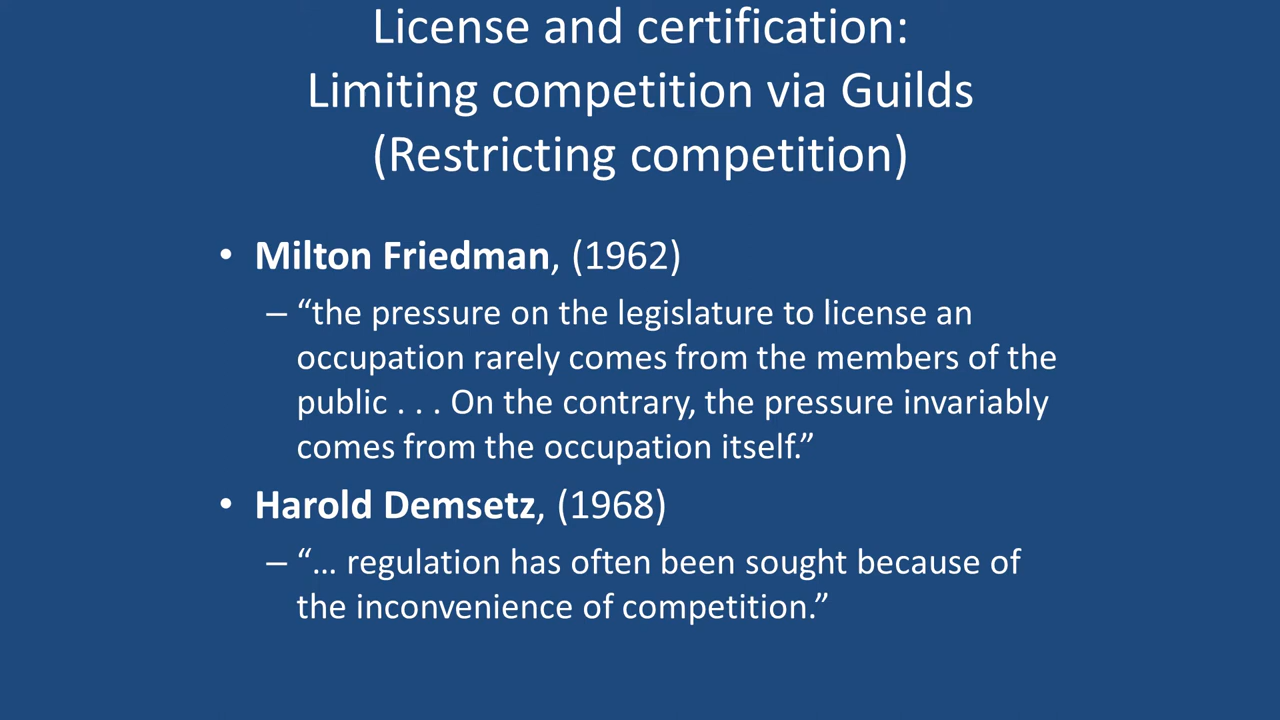 License and certification:
Limiting competition via Guilds
(Restricting competition)
• Milton Friedman, (1962)
– “the pressure on the legislature to license an
occupation rarely comes from the members of the
public . . . On the contrary, the pressure invariably
comes from the occupation itself.”
• Harold Demsetz, (1968)
– “… regulation has often been sought because of
the inconvenience of competition.”